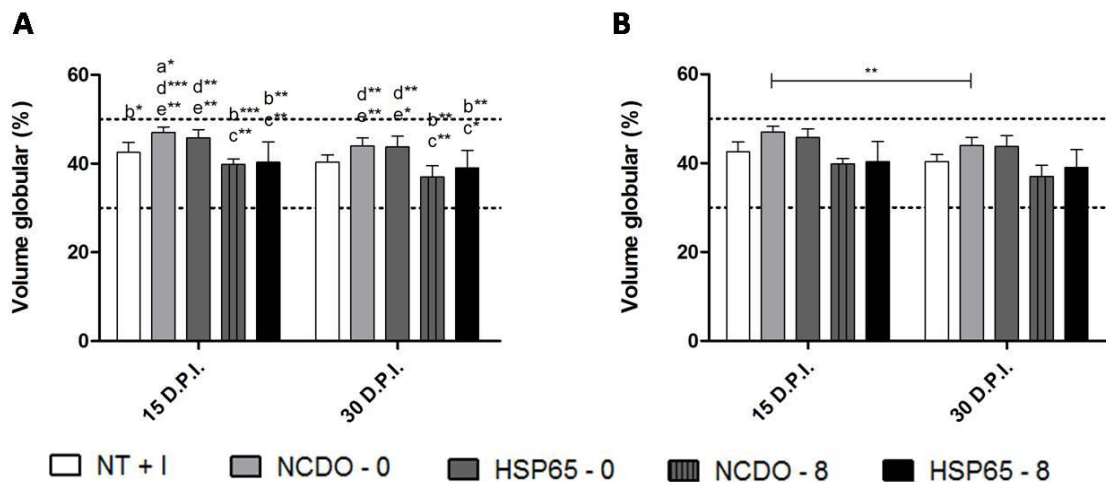 A
Volume globular (%)
60
40
20
0
a*
d*** d**
b* e** e** b*** b**
c** c**
d** d**
e** e* b** b**
c** c*
15 D.P.I.
30 D.P.I.
B
Volume globular (%)
60
40
20
0
**
15 D.P.I.
30 D.P.I.
NT + I NCDO - 0 HSP65 - 0 NCDO - 8 HSP65 - 8